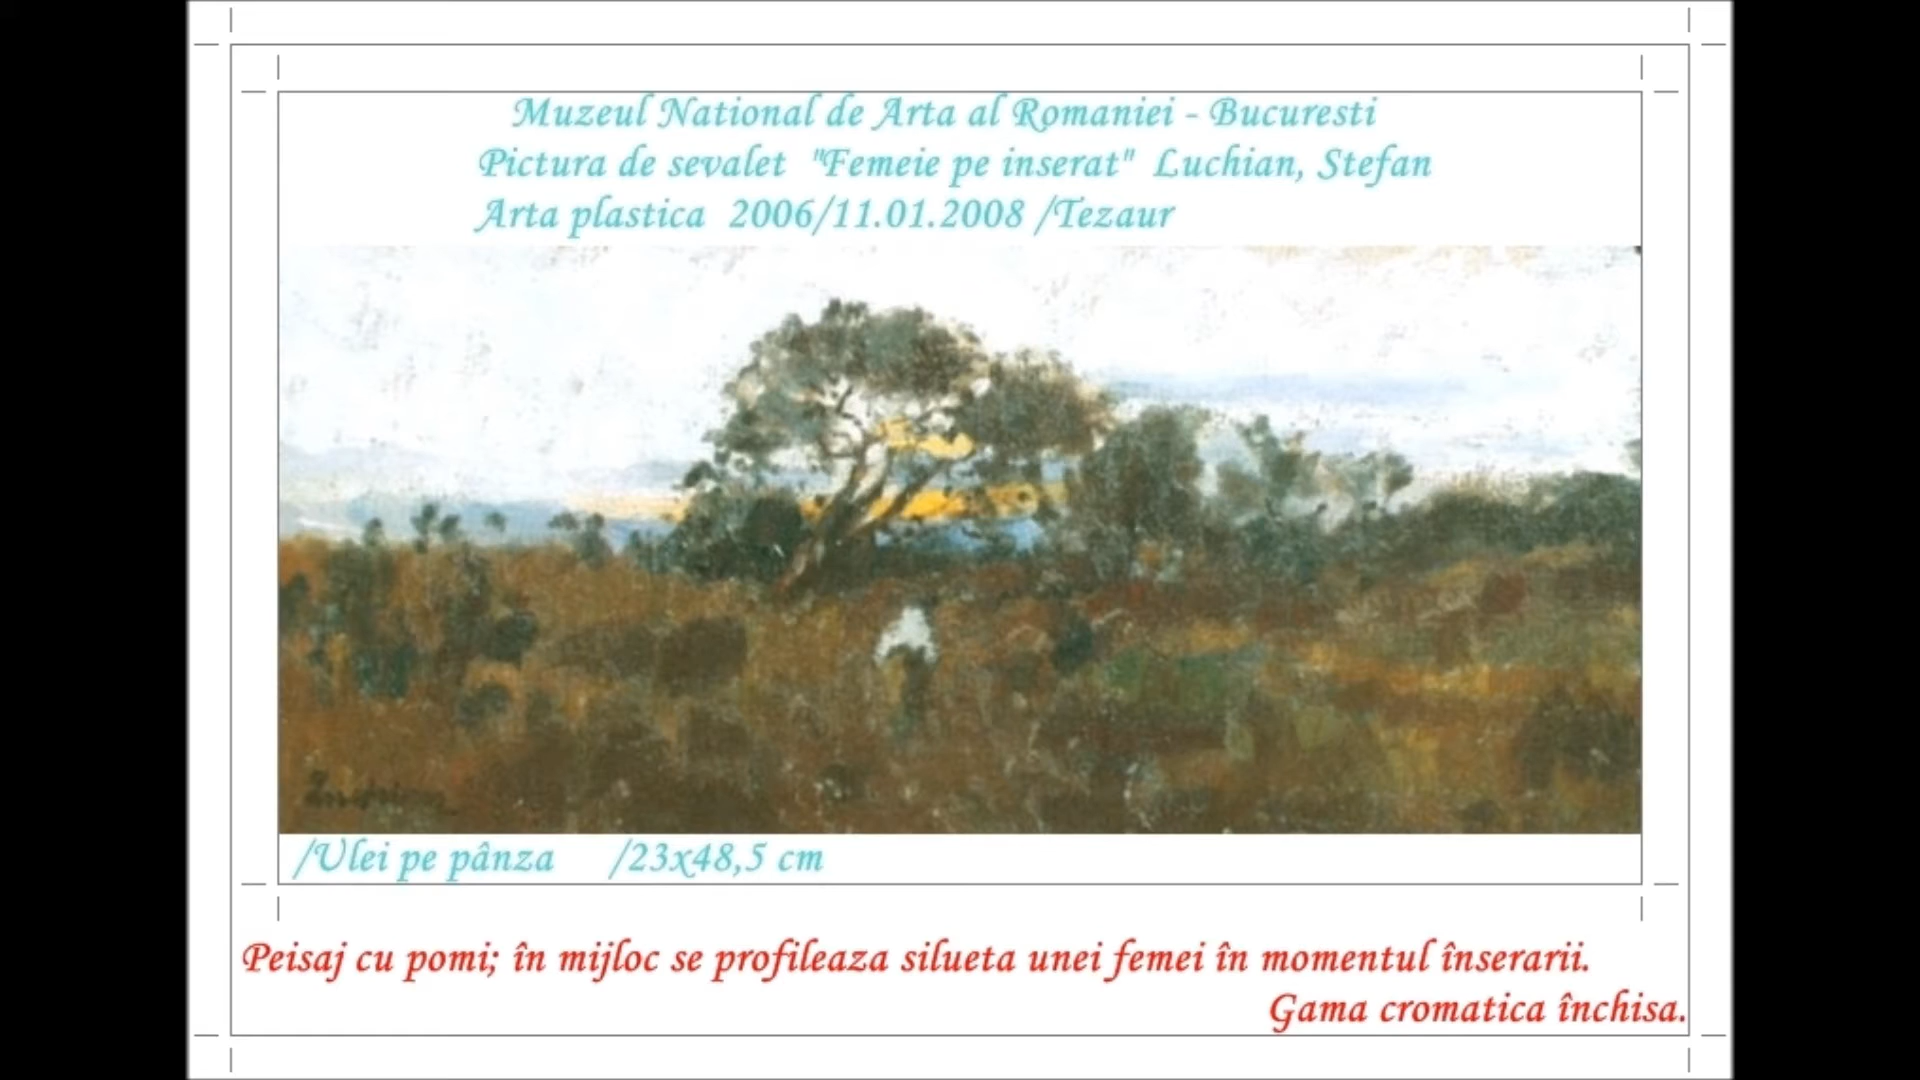 Muzeul National de Arta al Romaniei - Bucuresti
Pictura de sevalet "Femeie pe inserat" Luchian, Stefan
Arta plastica 2006/11.01.2008 /Tezaur
/Ulei pe pânza /23x48,5 cm
Peisaj cu pomi; în mijloc se profileaza silueta unei femei în momentul înserarii.
Gama cromatica închisa.